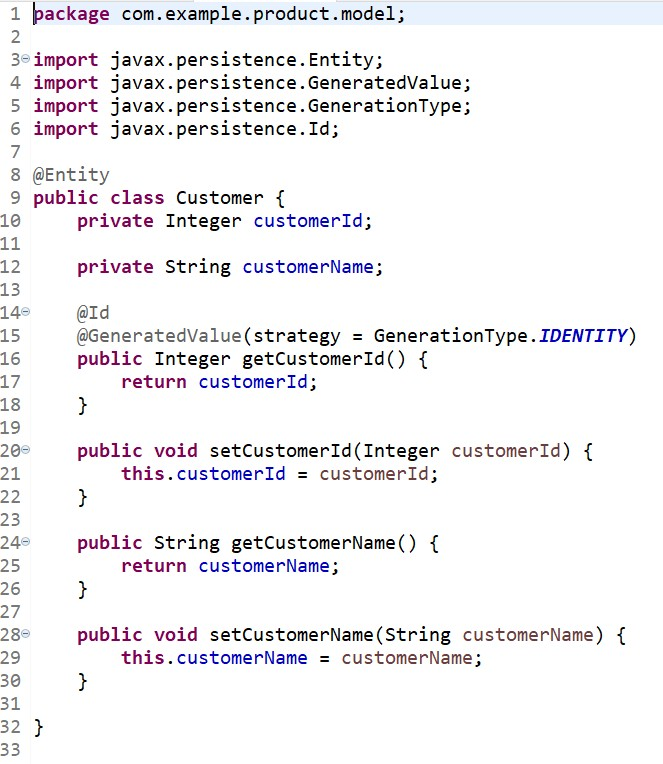 1 package com.example.product.model;
2
3 import javax.persistence.Entity;
4 import javax.persistence.GeneratedValue;
5 import javax.persistence.GenerationType;
6 import javax.persistence.Id;
7
8 @Entity
9 public class Customer {
10     private Integer customerId;
11
12     private String customerName;
13
14     @Id
15     @GeneratedValue(strategy = GenerationType.IDENTITY)
16     public Integer getCustomerId() {
17         return customerId;
18     }
19
20     public void setCustomerId(Integer customerId) {
21         this.customerId = customerId;
22     }
23
24     public String getCustomerName() {
25         return customerName;
26     }
27
28     public void setCustomerName(String customerName) {
29         this.customerName = customerName;
30     }
31
32 }
33